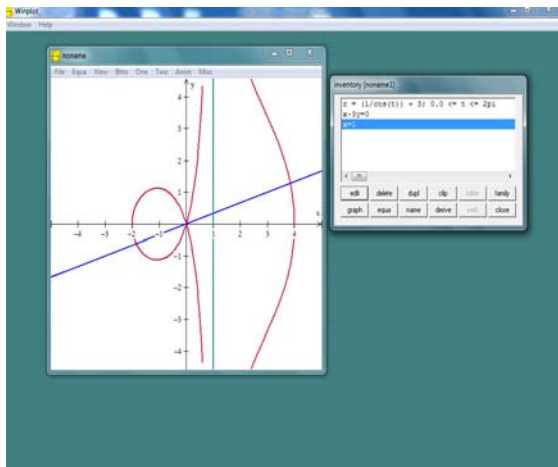 Winplot
Window Help
noname
File Equa View Btns One Two Anim Misc
y
4
3
2
1
x
-4 -3 -2 -1 1 2 3 4
-1
-2
-3
-4
inventory [noname1]
r = (1/cos(t)) + 3; 0.0 <= t <= 2pi
x-3y=0
x=1
edit delete dupl clip table family
graph equa name derive web close